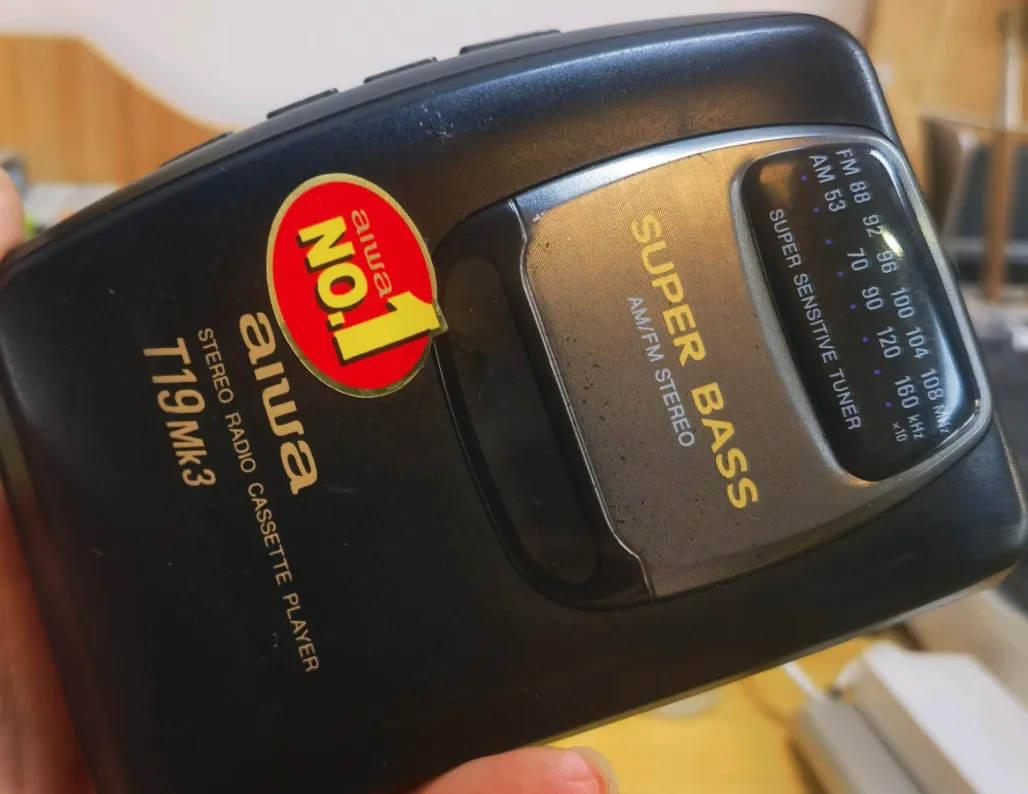 FM 88 92 96 100 104 108 MHz
AM 53 70 90 120 160 kHz
×10
SUPER SENSITIVE TUNER
SUPER BASS
AM/FM STEREO
aiwa
NO.1
aiwa
STEREO RADIO CASSETTE PLAYER
T19Mk3